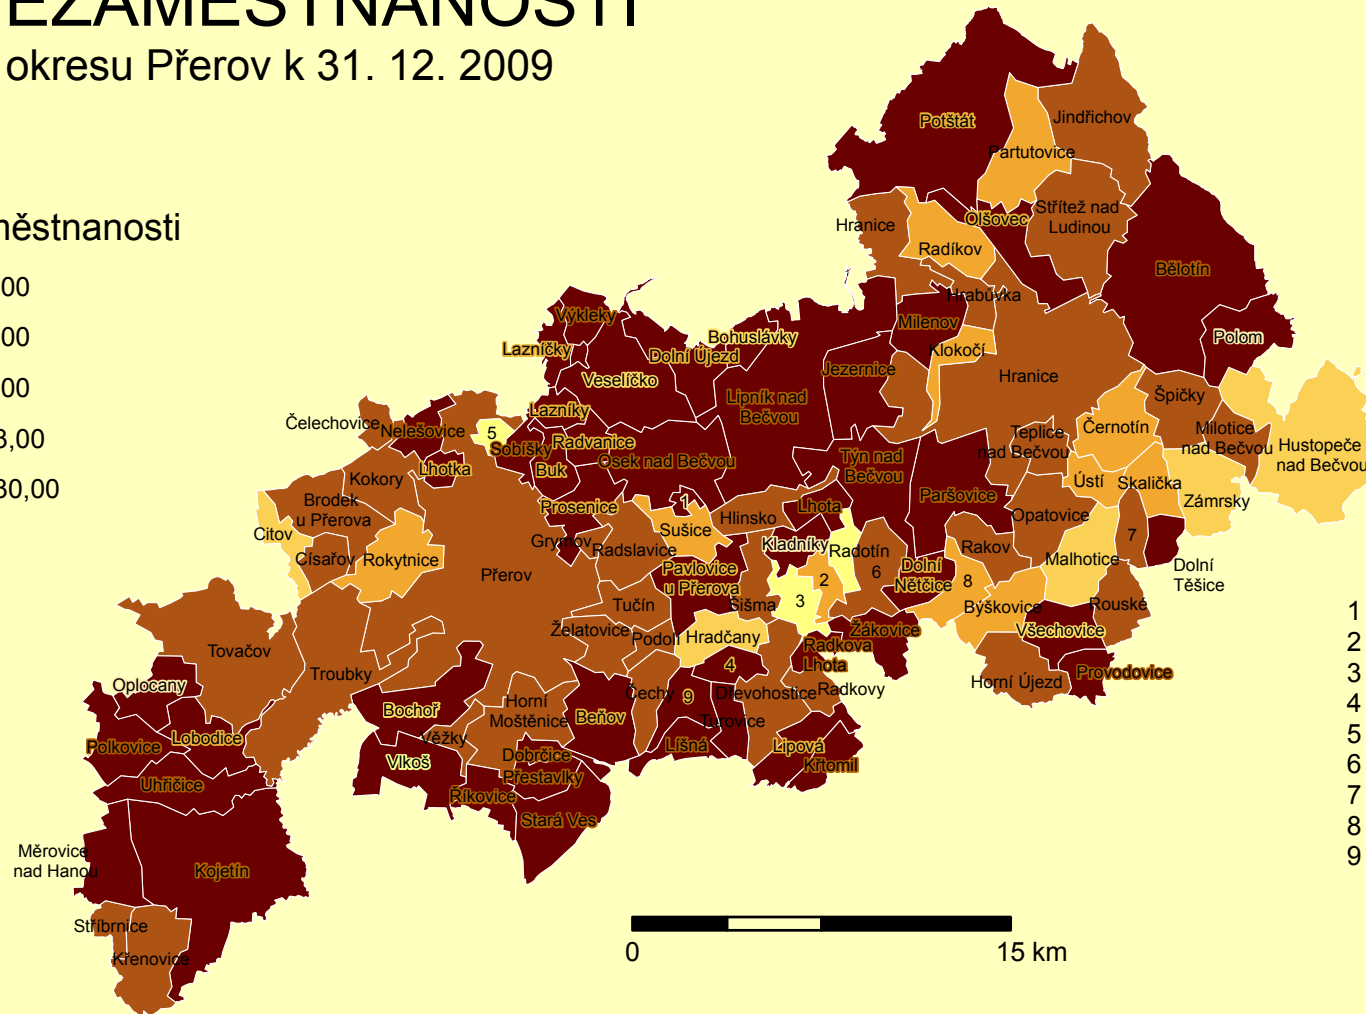 EZAMĚSTNANOSTI
okresu Přerov k 31. 12. 2009
městnanosti
00
00
00
3,00
30,00
Potštát
Jindřichov
Partutovice
Hranice
Olšovec
Střítež nad
Ludinou
Radíkov
Bělotín
Hrabůvka
Výkleky
Milenov
Polom
Bohuslávky
Lazníčky
Dolní Újezd
Klokočí
Veselíčko
Jezernice
Hranice
Lipník nad
Bečvou
Špičky
Lazníky
Čelechovice
Nelešovice
5
Sobíšky
Radvanice
Teplice
nad Bečvou
Černotín
Milotice
nad Bečvou
Hustopeče
nad Bečvou
Lhotka
Buk
Osek nad Bečvou
Týn nad
Bečvou
Kokory
Ústí
Skalička
Brodek
u Přerova
Prosenice
1
Lhota
Paršovice
Zámrsky
Citov
Sušice
Hlinsko
Opatovice
Grymov
Radslavice
Kladníky
Radotín
Rakov
7
Císařov
Rokytnice
Přerov
Pavlovice
u Přerova
2
6
Dolní
Nětčice
8
Malhotice
Dolní
Těšice
Tučín
Šišma
3
Býškovice
Rouské
1
Želatovice
Podolí
Hradčany
Žákovice
Všechovice
2
Tovačov
Radkova
Lhota
3
Troubky
4
Provodovice
Oplocany
Čechy
9
Dřevohostice
Radkovy
Horní Újezd
4
Bochoř
Horní
Moštěnice
Beňov
Turovice
5
Polkovice
Lobodice
Věžky
Líšná
Lipová
6
Vlkoš
Dobrčice
Křtomil
7
Uhřičice
Přestavlky
Říkovice
8
Stará Ves
9
Měrovice
nad Hanou
Kojetín
Stříbrnice
Křenovice
0
15 km